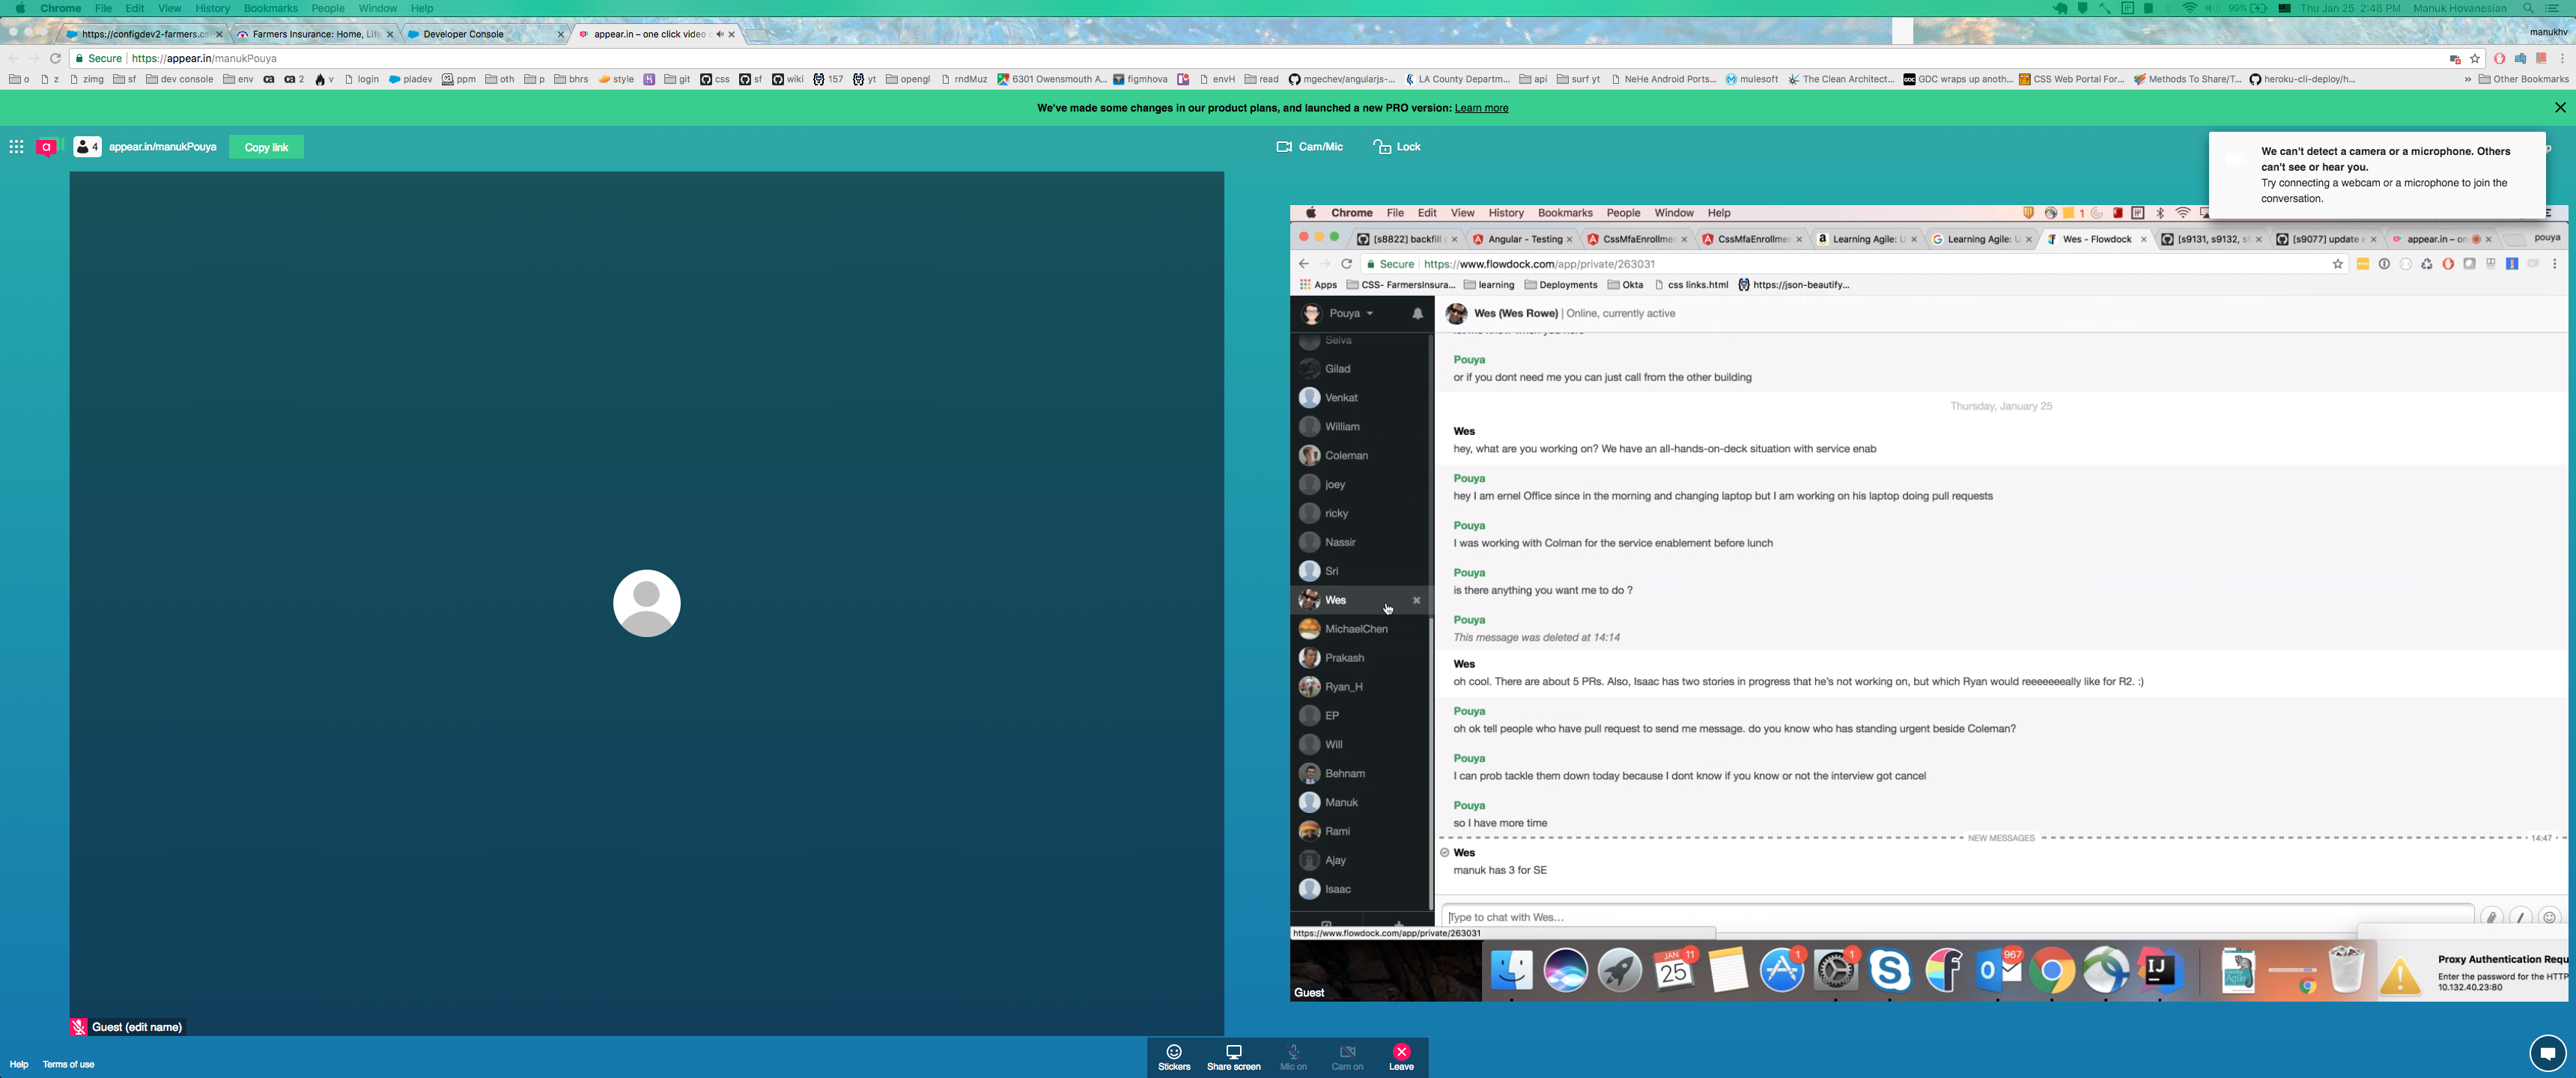 Chrome File Edit View History Bookmarks People Window Help
99% Thu Jan 25 2:48 PM Manuk Hovanesian
https://configdev2-farmers.cs
Farmers Insurance: Home, Life
Developer Console
appear.in – one click video c
manukhv
Secure https://appear.in/manukPouya
o z zimg sf dev console env ca ca 2 v login pladev ppm oth p bhrs style git css sf wiki 157 yt opengl rndMuz 6301 Owensmouth A... figmhova envH read mgechev/angularjs-... LA County Departm... api surf yt NeHe Android Ports... mulesoft The Clean Architect... GDC wraps up anoth... CSS Web Portal For... Methods To Share/T... heroku-cli-deploy/h... » Other Bookmarks
We've made some changes in our product plans, and launched a new PRO version: Learn more
4 appear.in/manukPouya Copy link
Cam/Mic Lock
We can't detect a camera or a microphone. Others
can't see or hear you.
Try connecting a webcam or a microphone to join the
conversation.
Chrome File Edit View History Bookmarks People Window Help
1
[s8822] backfill
Angular - Testing
CssMfaEnrollmen
CssMfaEnrollmen
Learning Agile: U
Learning Agile: U
Wes - Flowdock
[s9131, s9132, s
[s9077] update e
appear.in – on
pouya
Secure https://www.flowdock.com/app/private/263031
Apps CSS- FarmersInsura... learning Deployments Okta css links.html https://json-beautify...
Pouya
Wes (Wes Rowe) | Online, currently active
Selva
Gilad
Venkat
William
Coleman
joey
ricky
Nassir
Sri
Wes
MichaelChen
Prakash
Ryan_H
EP
Will
Behnam
Manuk
Rami
Ajay
Isaac
Pouya
or if you dont need me you can just call from the other building
Thursday, January 25
Wes
hey, what are you working on? We have an all-hands-on-deck situation with service enab
Pouya
hey I am ernel Office since in the morning and changing laptop but I am working on his laptop doing pull requests
Pouya
I was working with Colman for the service enablement before lunch
Pouya
is there anything you want me to do ?
Pouya
This message was deleted at 14:14
Wes
oh cool. There are about 5 PRs. Also, Isaac has two stories in progress that he's not working on, but which Ryan would reeeeeeeally like for R2. :)
Pouya
oh ok tell people who have pull request to send me message. do you know who has standing urgent beside Coleman?
Pouya
I can prob tackle them down today because I dont know if you know or not the interview got cancel
Pouya
so I have more time
NEW MESSAGES 14:47
Wes
manuk has 3 for SE
Type to chat with Wes...
https://www.flowdock.com/app/private/263031
JAN 11
25
1
1
967
IJ
Proxy Authentication Requ
Enter the password for the HTTP
10.132.40.23:80
Guest
Guest (edit name)
Help Terms of use
Stickers Share screen Mic on Cam on Leave